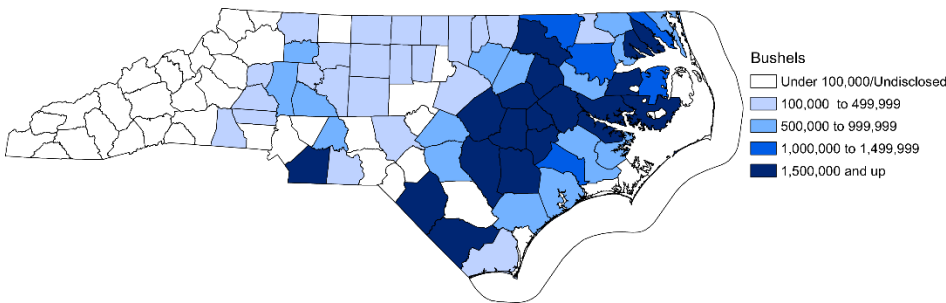 Bushels
Under 100,000/Undisclosed
100,000 to 499,999
500,000 to 999,999
1,000,000 to 1,499,999
1,500,000 and up